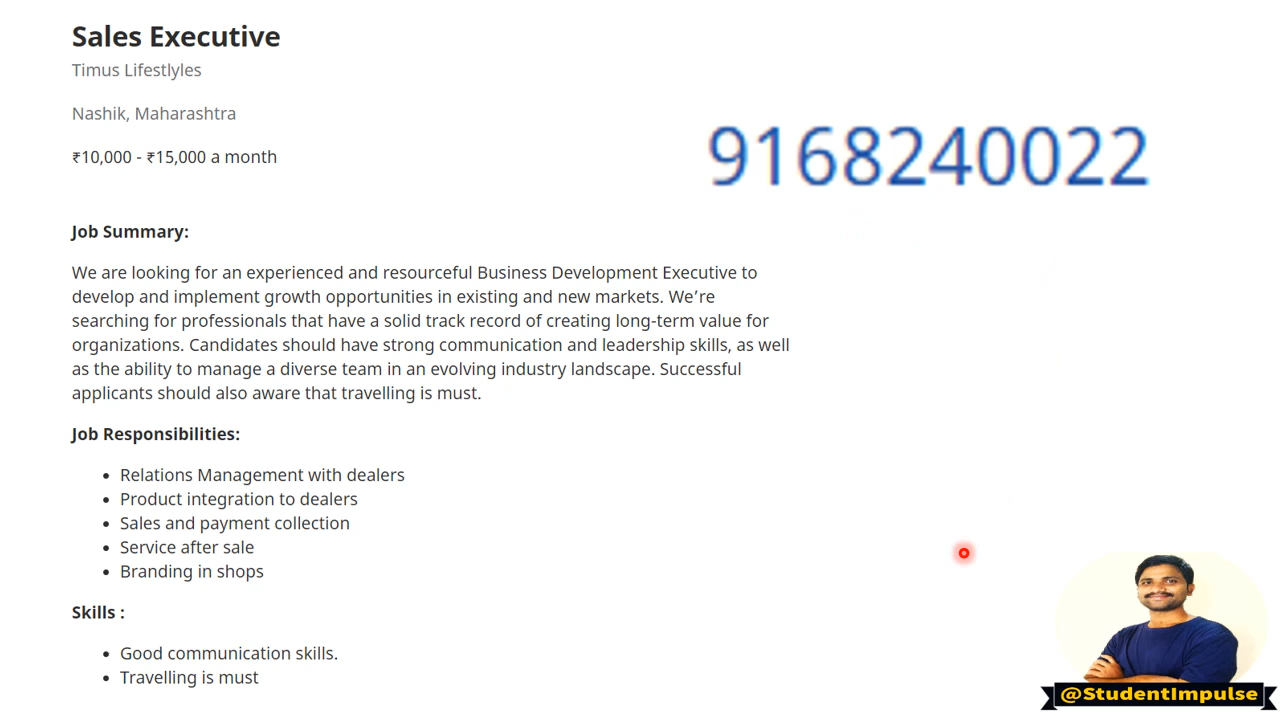 Sales Executive
Timus Lifestlyles
Nashik, Maharashtra
₹10,000 - ₹15,000 a month
9168240022
Job Summary:
We are looking for an experienced and resourceful Business Development Executive to
develop and implement growth opportunities in existing and new markets. We’re
searching for professionals that have a solid track record of creating long-term value for
organizations. Candidates should have strong communication and leadership skills, as well
as the ability to manage a diverse team in an evolving industry landscape. Successful
applicants should also aware that travelling is must.
Job Responsibilities:
• Relations Management with dealers
• Product integration to dealers
• Sales and payment collection
• Service after sale
• Branding in shops
Skills :
• Good communication skills.
• Travelling is must
@StudentImpulse